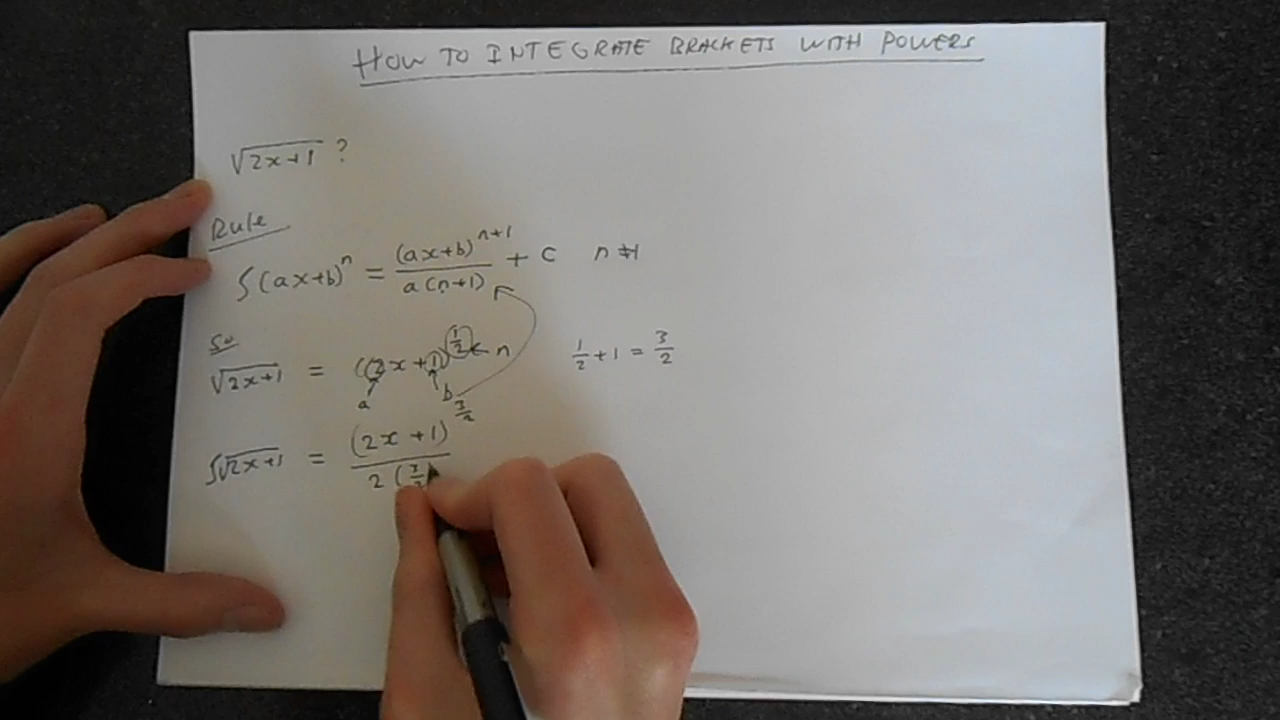 HOW TO INTEGRATE BRACKETS WITH POWERS
√(2x+1) ?
Rule
∫(ax+b)^n = (ax+b)^(n+1) / a(n+1) + c   n ≠1
So
√(2x+1) = (2x+1)^(1/2) ← n   1/2 + 1 = 3/2
a b
∫√(2x+1) = (2x+1)^(3/2) / 2(3/2